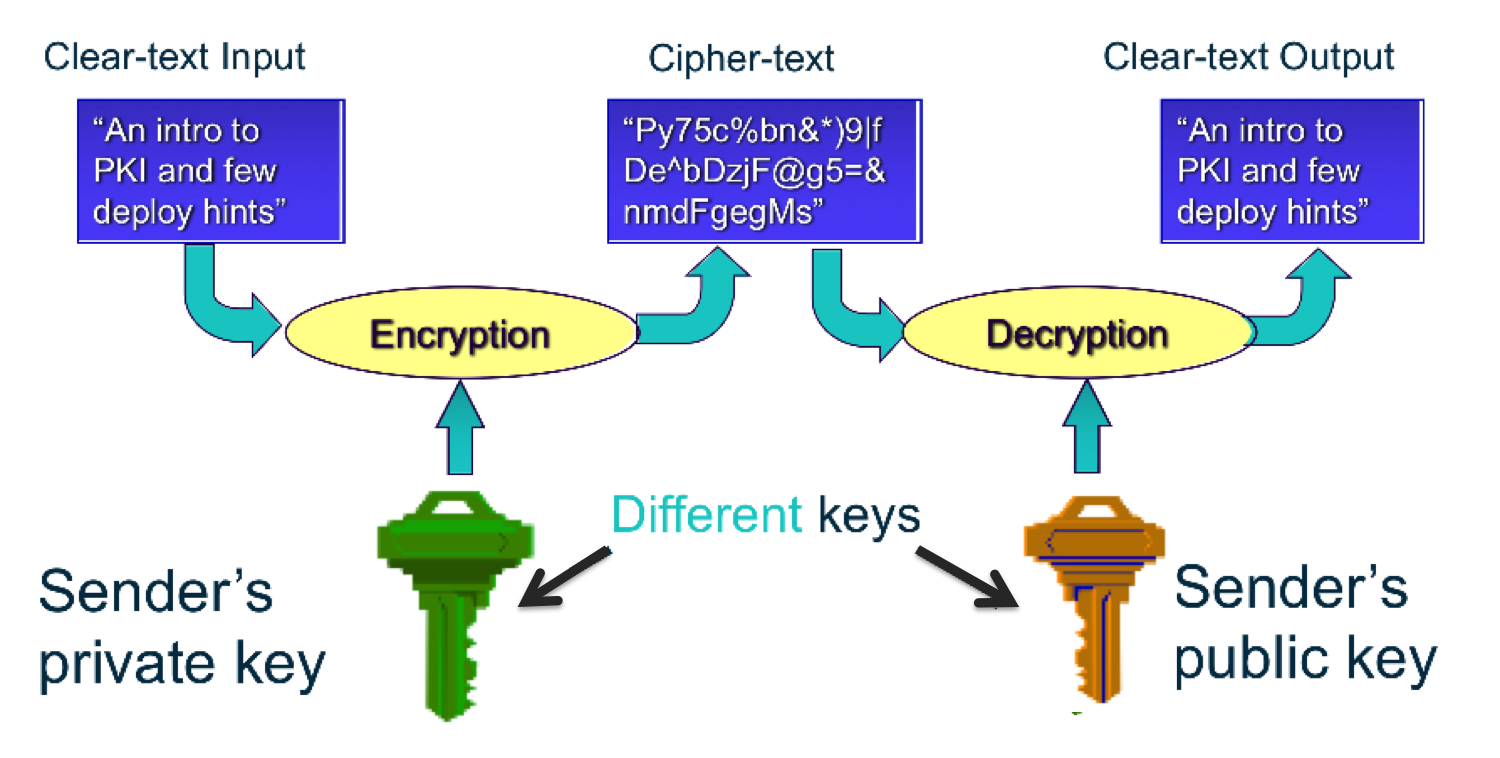 Clear-text Input
Cipher-text
Clear-text Output
“An intro to
PKI and few
deploy hints”
“Py75c%bn&*)9|f
De^bDzjF@g5=&
nmdFgegMs”
“An intro to
PKI and few
deploy hints”
Encryption
Decryption
Different keys
Sender’s
private key
Sender’s
public key